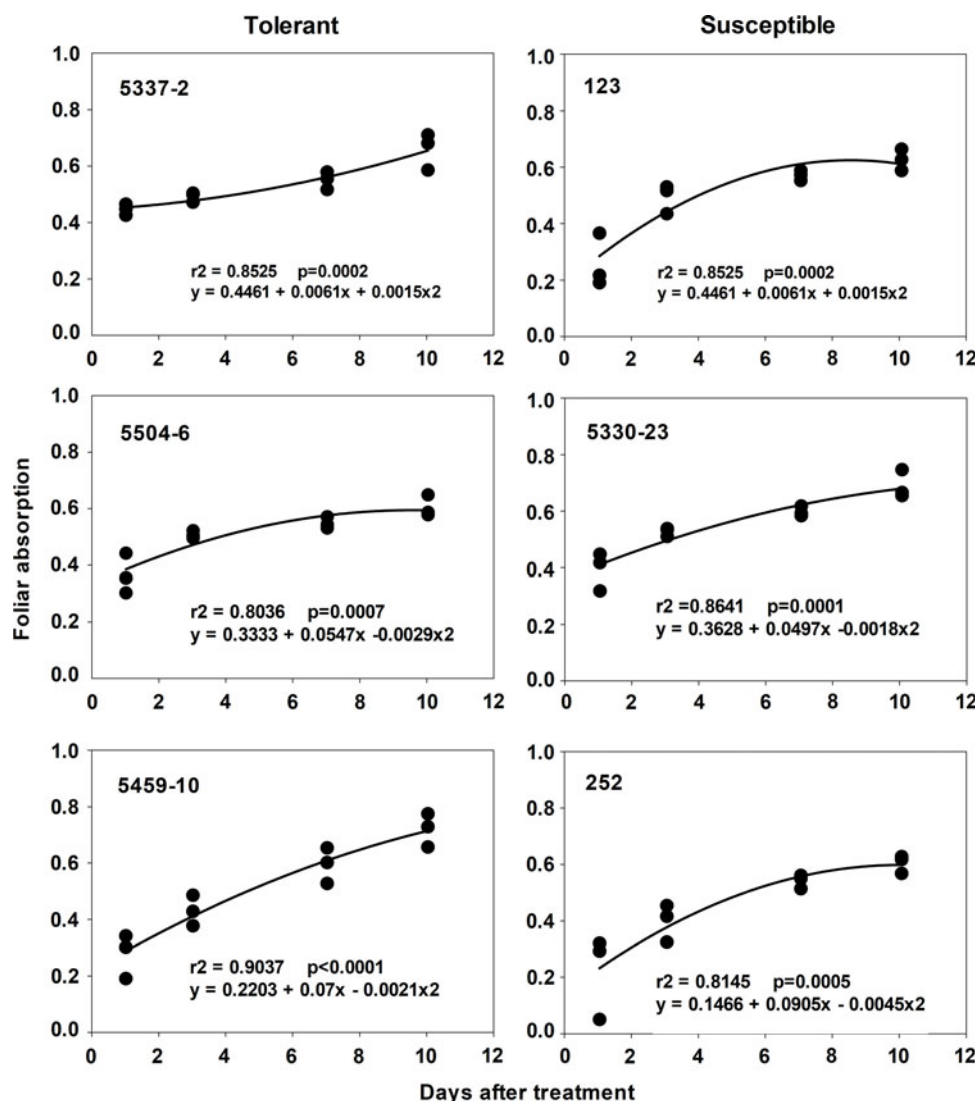 Tolerant
Susceptible
1.0
0.8
0.6
0.4
0.2
0.0
5337-2
r2 = 0.8525 p=0.0002
y = 0.4461 + 0.0061x + 0.0015x2
0 2 4 6 8 10 12
1.0
0.8
0.6
0.4
0.2
0.0
123
r2 = 0.8525 p=0.0002
y = 0.4461 + 0.0061x + 0.0015x2
0 2 4 6 8 10 12
Foliar absorption
1.0
0.8
0.6
0.4
0.2
0.0
5504-6
r2 = 0.8036 p=0.0007
y = 0.3333 + 0.0547x -0.0029x2
0 2 4 6 8 10 12
1.0
0.8
0.6
0.4
0.2
0.0
5330-23
r2 =0.8641 p=0.0001
y = 0.3628 + 0.0497x -0.0018x2
0 2 4 6 8 10 12
1.0
0.8
0.6
0.4
0.2
0.0
5459-10
r2 = 0.9037 p<0.0001
y = 0.2203 + 0.07x - 0.0021x2
0 2 4 6 8 10 12
1.0
0.8
0.6
0.4
0.2
0.0
252
r2 = 0.8145 p=0.0005
y = 0.1466 + 0.0905x - 0.0045x2
0 2 4 6 8 10 12
Days after treatment